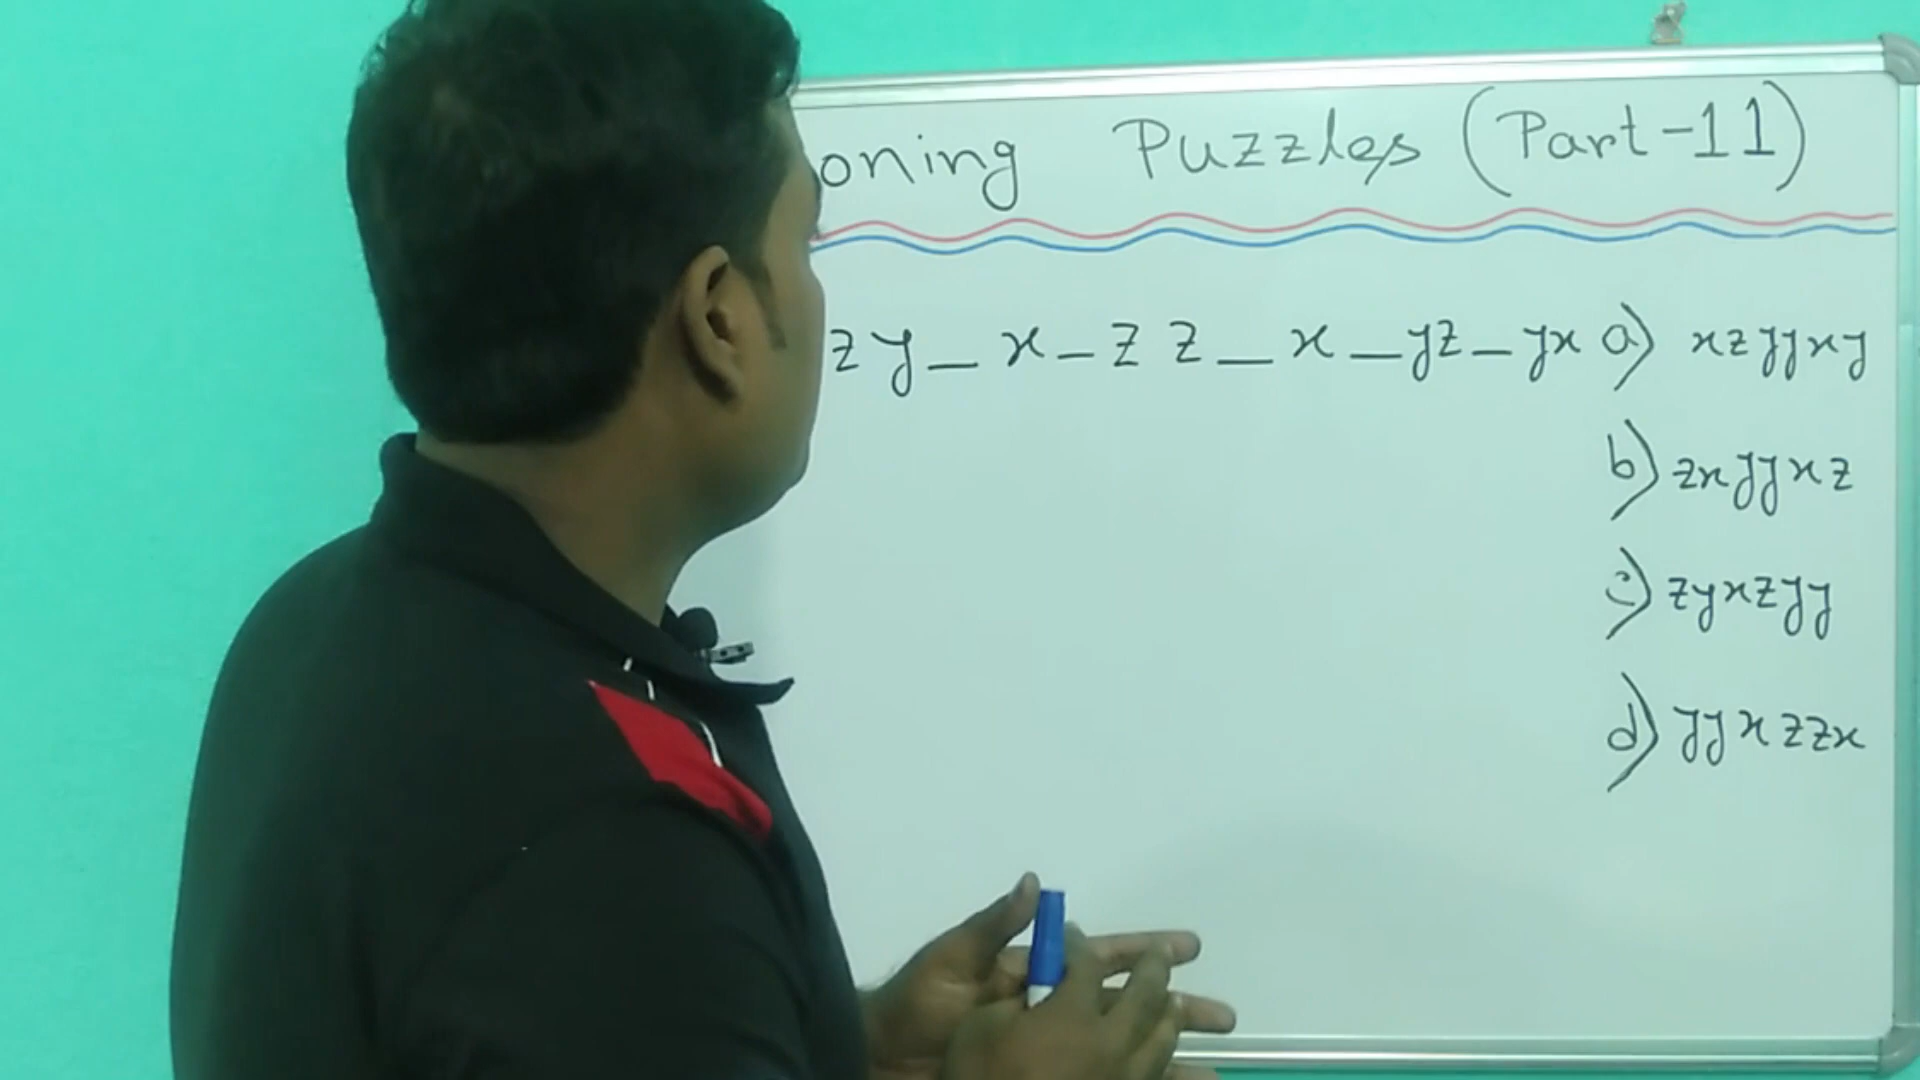 oning Puzzles (Part-11)
zy_x_zz_x_yz_yx a) xzyyxy
b) zxyyxz
c) zyxzyy
d) yyxzzx